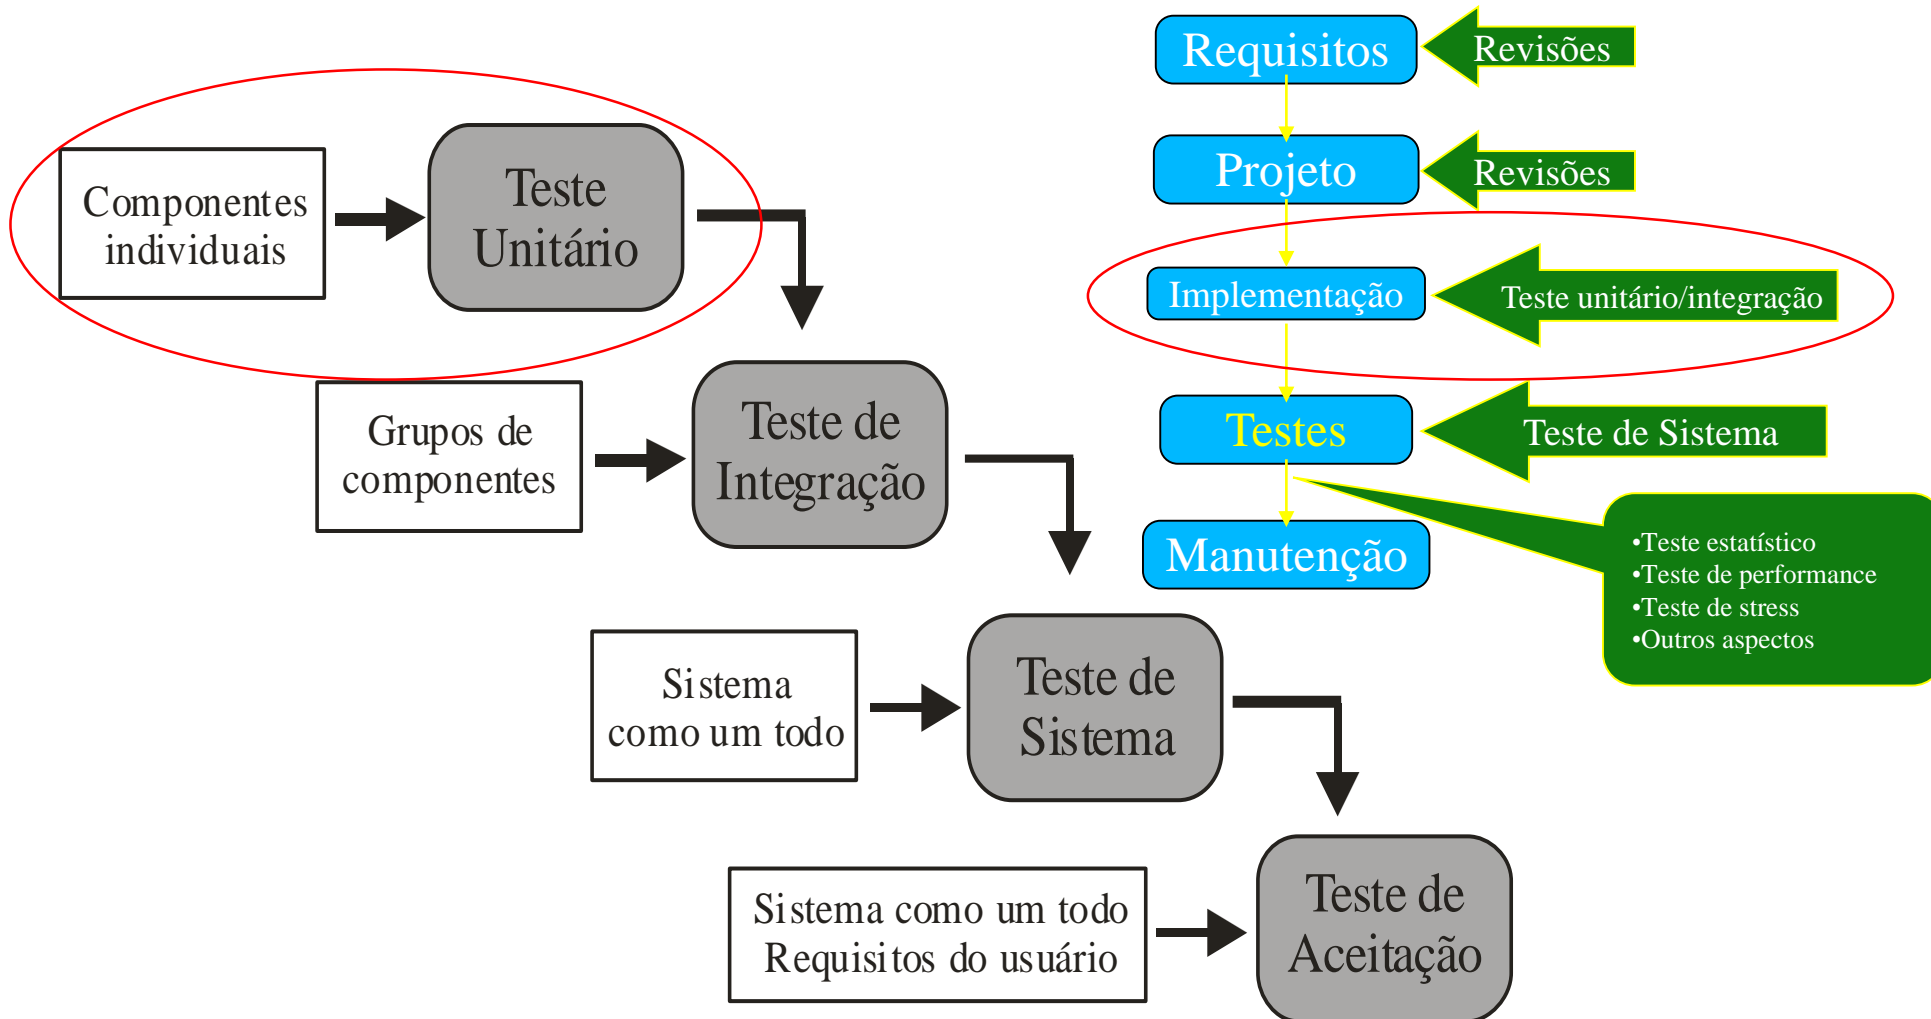 Componentes
individuais
Teste
Unitário
Grupos de
componentes
Teste de
Integração
Sistema
como um todo
Teste de
Sistema
Sistema como um todo
Requisitos do usuário
Teste de
Aceitação
Requisitos
Revisões
Projeto
Revisões
Implementação
Teste unitário/integração
Testes
Teste de Sistema
Manutenção
•Teste estatístico
•Teste de performance
•Teste de stress
•Outros aspectos